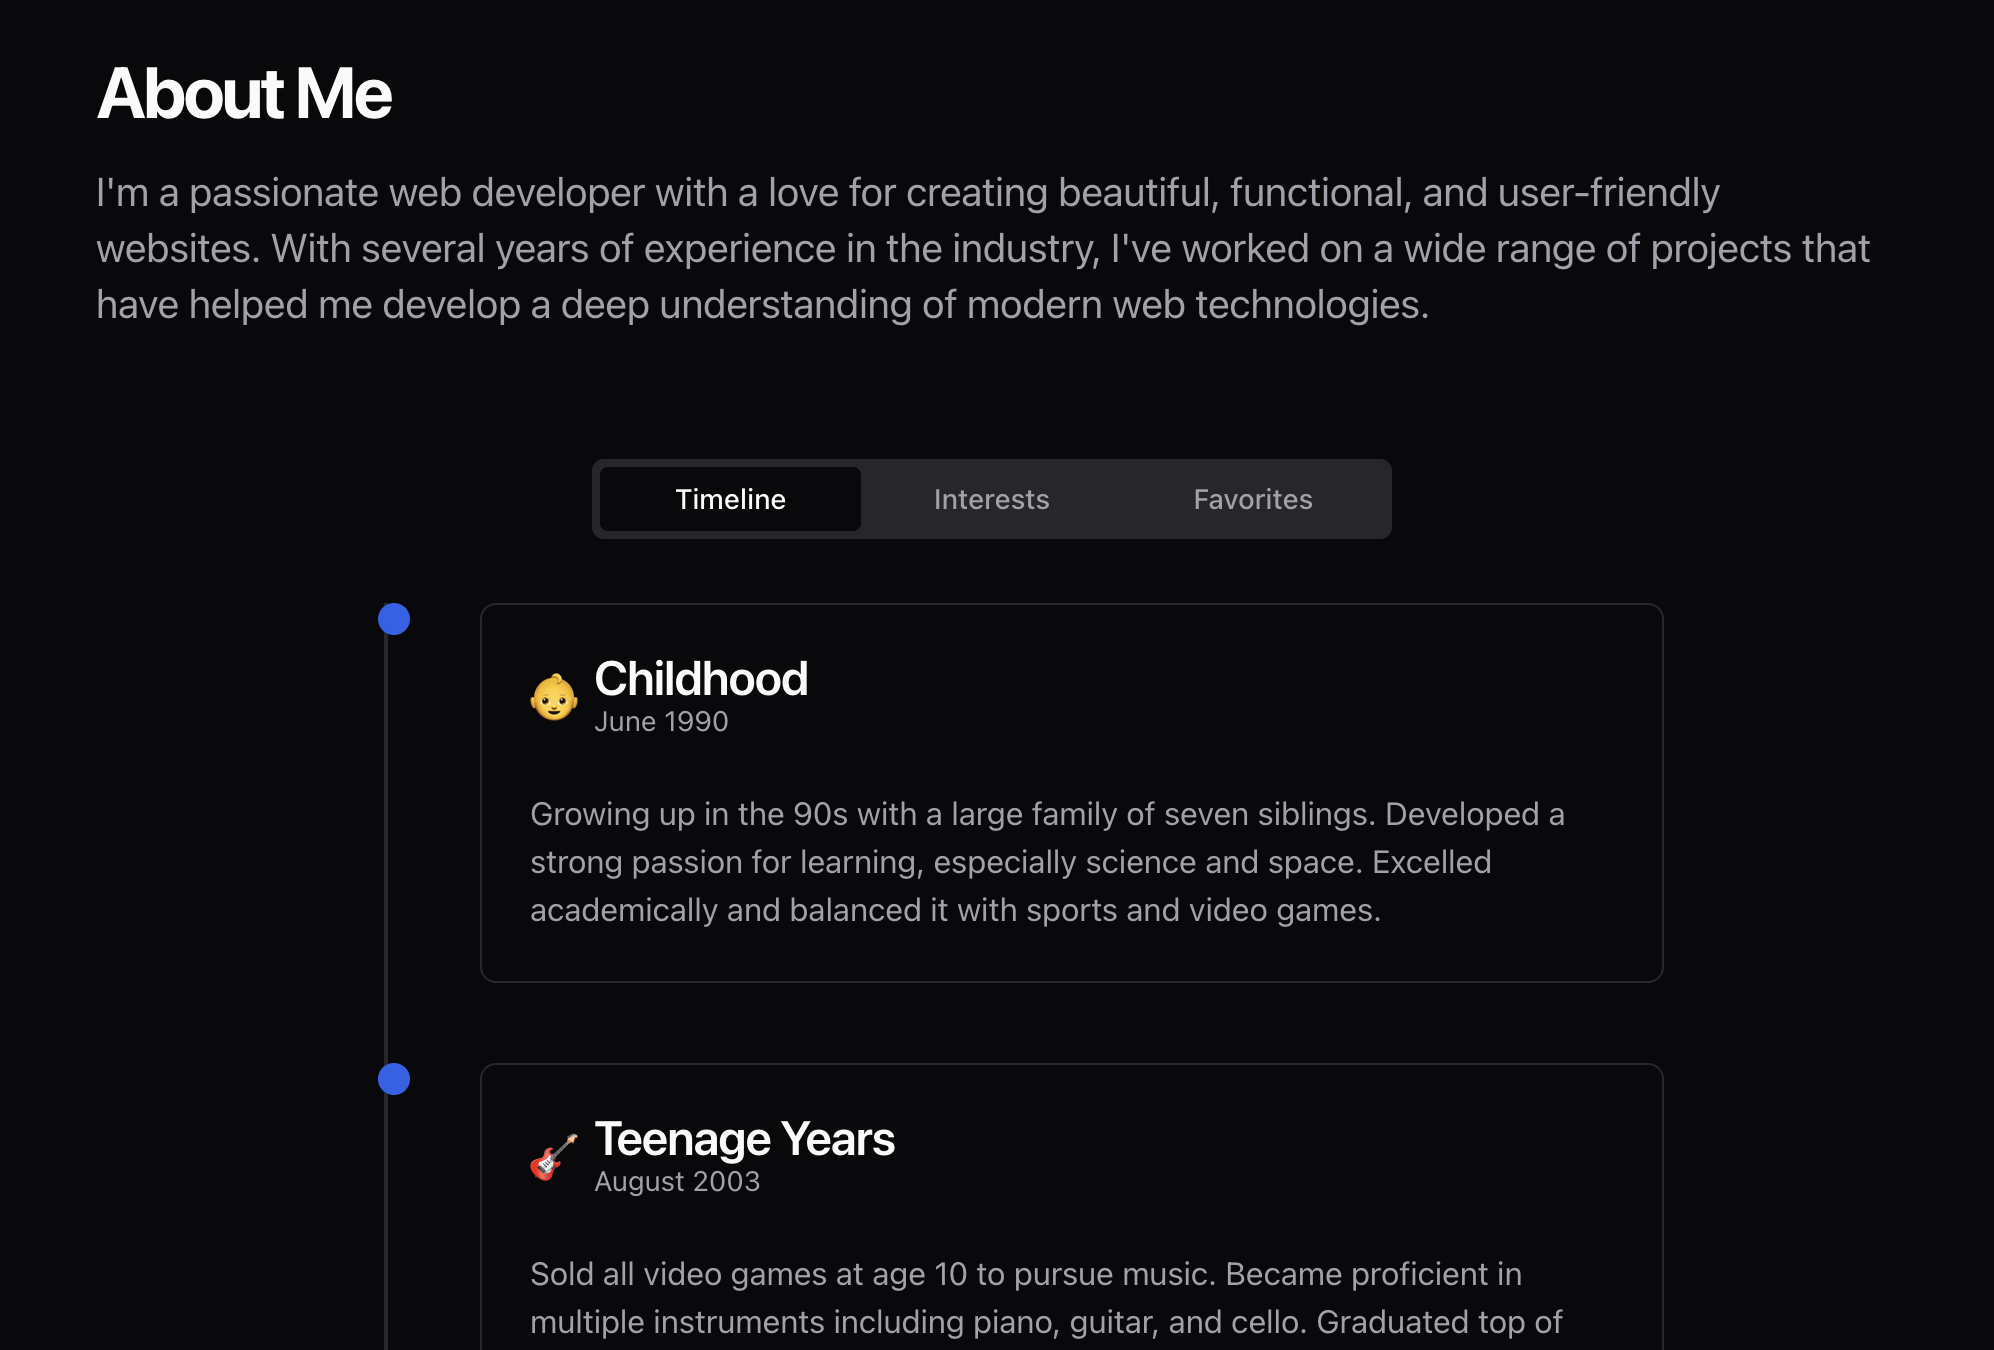 About Me
I'm a passionate web developer with a love for creating beautiful, functional, and user-friendly
websites. With several years of experience in the industry, I've worked on a wide range of projects that
have helped me develop a deep understanding of modern web technologies.
Timeline Interests Favorites
Childhood
June 1990
Growing up in the 90s with a large family of seven siblings. Developed a
strong passion for learning, especially science and space. Excelled
academically and balanced it with sports and video games.
Teenage Years
August 2003
Sold all video games at age 10 to pursue music. Became proficient in
multiple instruments including piano, guitar, and cello. Graduated top of